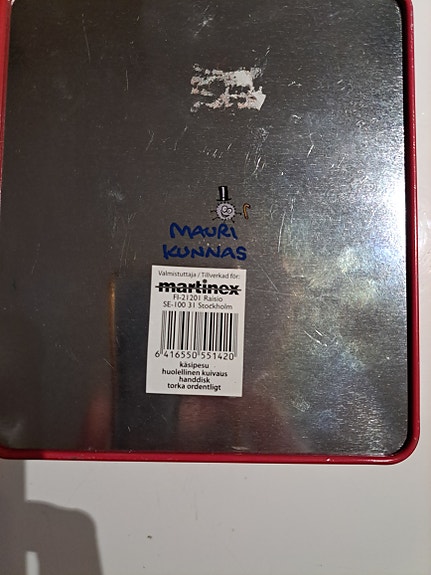 MAURI
KUNNAS
Valmistuttaja / Tillverkad för:
martinex
FI-21201 Raisio
SE-100 31 Stockholm
6 416550 551420
käsipesu
huolellinen kuivaus
handdisk
torka ordentligt